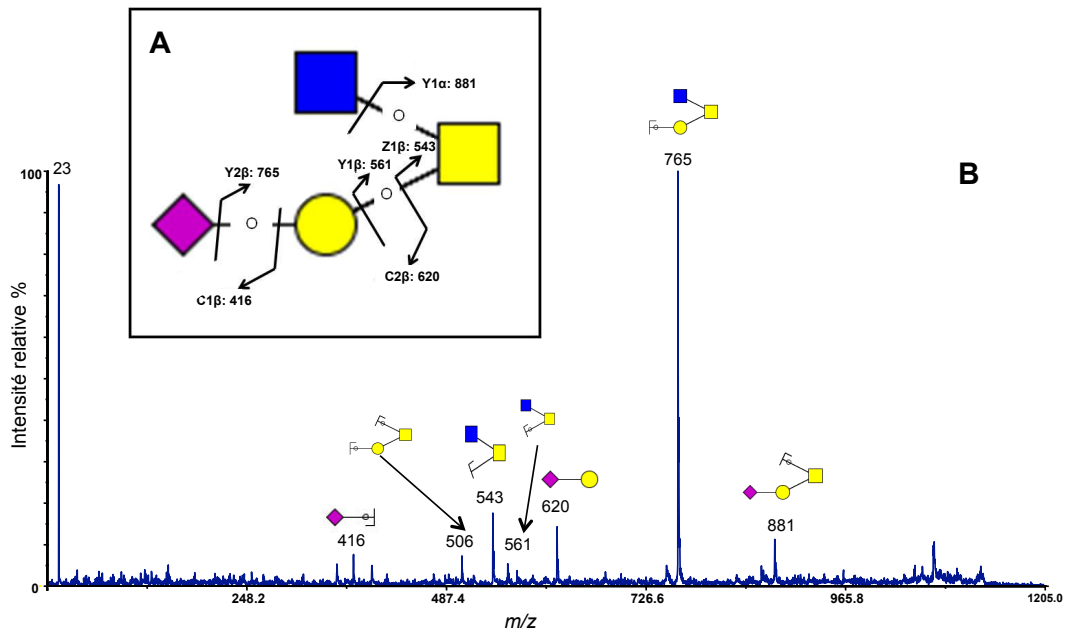 A
Y1α: 881
Z1β: 543
Y1β: 561
Y2β: 765
C2β: 620
C1β: 416
B
Intensité relative %
100
0
23
765
543
620
506
561
416
881
248.2
487.4
726.6
965.8
1205.0
m/z